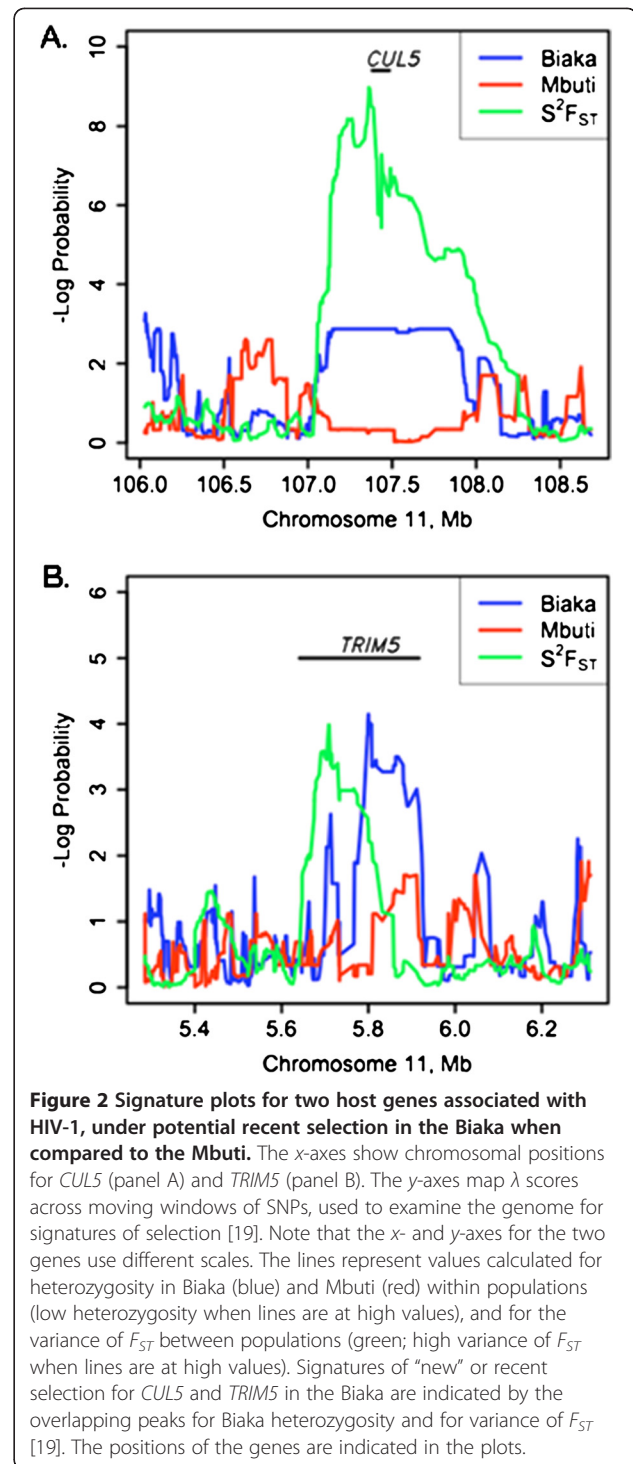 A.
CUL5
Biaka
Mbuti
S²F_ST
10
8
6
4
2
0
-Log Probability
106.0 106.5 107.0 107.5 108.0 108.5
Chromosome 11, Mb
B.
TRIM5
Biaka
Mbuti
S²F_ST
6
5
4
3
2
1
0
-Log Probability
5.4 5.6 5.8 6.0 6.2
Chromosome 11, Mb
Figure 2 Signature plots for two host genes associated with
HIV-1, under potential recent selection in the Biaka when
compared to the Mbuti. The x-axes show chromosomal positions
for CUL5 (panel A) and TRIM5 (panel B). The y-axes map λ scores
across moving windows of SNPs, used to examine the genome for
signatures of selection [19]. Note that the x- and y-axes for the two
genes use different scales. The lines represent values calculated for
heterozygosity in Biaka (blue) and Mbuti (red) within populations
(low heterozygosity when lines are at high values), and for the
variance of F_ST between populations (green; high variance of F_ST
when lines are at high values). Signatures of “new” or recent
selection for CUL5 and TRIM5 in the Biaka are indicated by the
overlapping peaks for Biaka heterozygosity and for variance of F_ST
[19]. The positions of the genes are indicated in the plots.